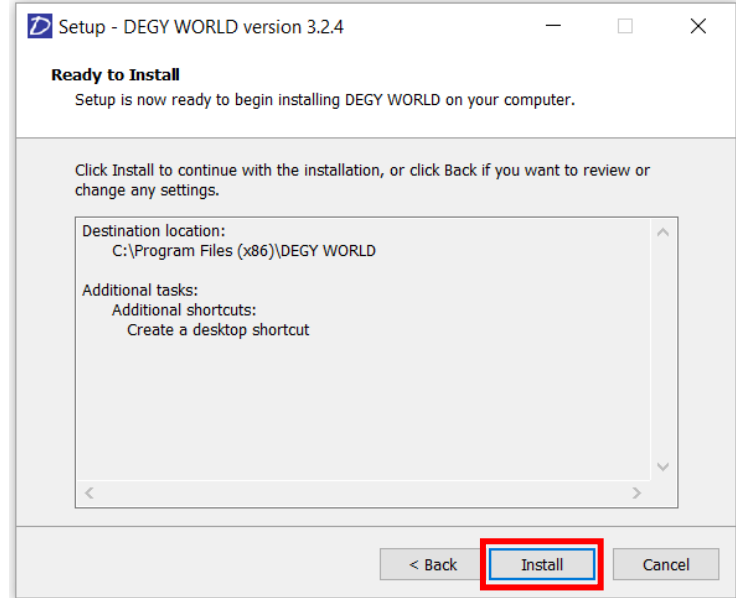 Setup - DEGY WORLD version 3.2.4
Ready to Install
Setup is now ready to begin installing DEGY WORLD on your computer.
Click Install to continue with the installation, or click Back if you want to review or
change any settings.
Destination location:
C:\Program Files (x86)\DEGY WORLD
Additional tasks:
Additional shortcuts:
Create a desktop shortcut
< Back
Install
Cancel